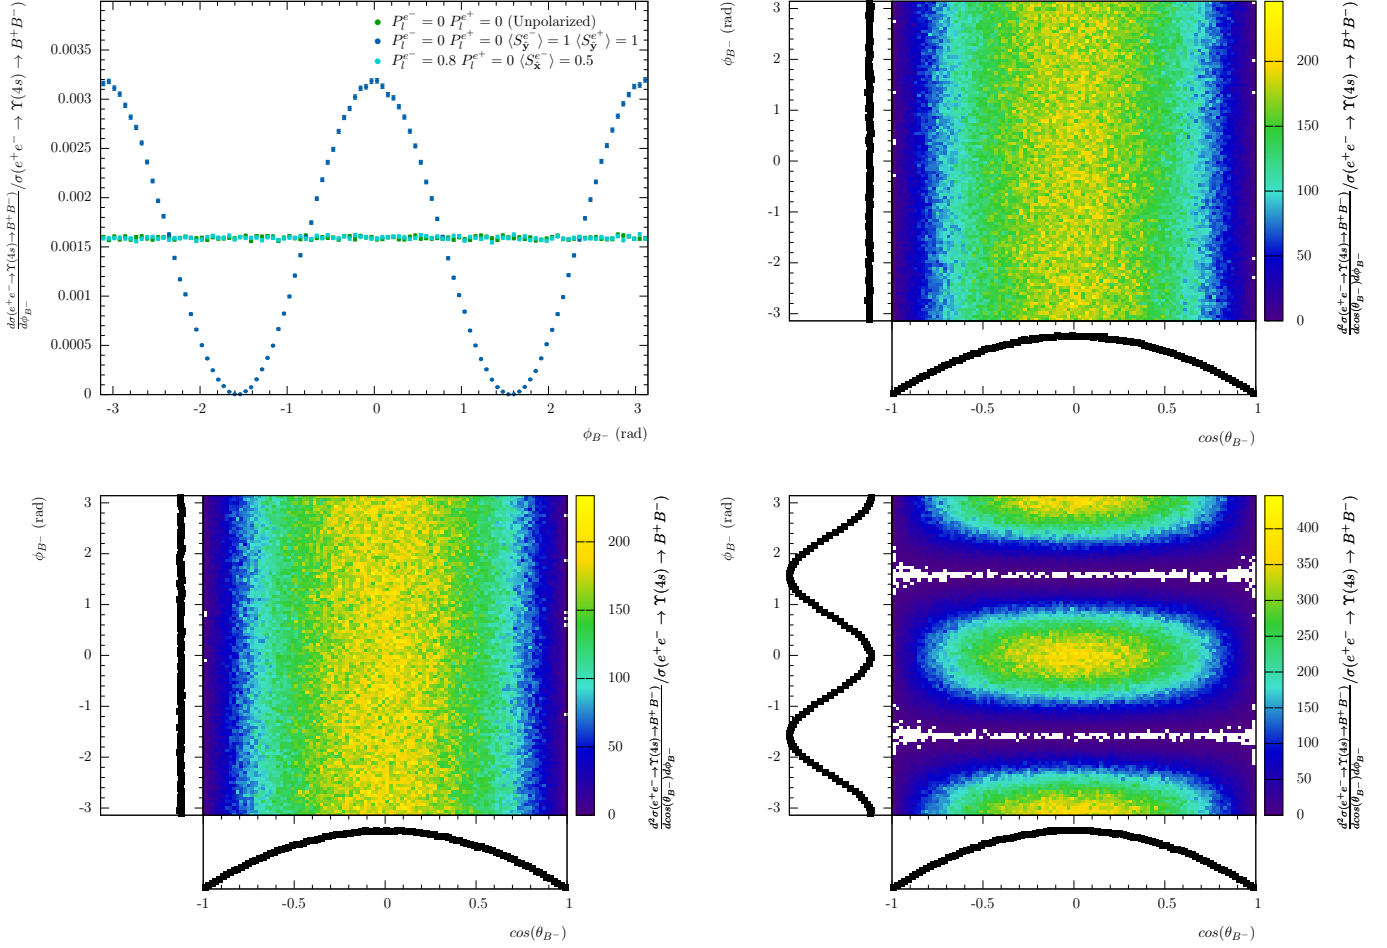 P_l^{e^-} = 0 P_l^{e^+} = 0 (Unpolarized)
P_l^{e^-} = 0 P_l^{e^+} = 0 ⟨S_ŷ^{e^-}⟩ = 1 ⟨S_ŷ^{e^+}⟩ = 1
P_l^{e^-} = 0.8 P_l^{e^+} = 0 ⟨S_x̂^{e^-}⟩ = 0.5
dσ(e⁺e⁻→Υ(4s)→B⁺B⁻)/dϕ_{B⁻} /σ(e⁺e⁻ → Υ(4s) → B⁺B⁻)
0.0035
0.003
0.0025
0.002
0.0015
0.001
0.0005
0
-3 -2 -1 0 1 2 3
ϕ_{B⁻} (rad)
ϕ_{B⁻} (rad)
3
2
1
0
-1
-2
-3
-1 -0.5 0 0.5 1
cos(θ_{B⁻})
200
150
100
50
0
d²σ(e⁺e⁻→Υ(4s)→B⁺B⁻)/dcos(θ_{B⁻})dϕ_{B⁻} /σ(e⁺e⁻ → Υ(4s) → B⁺B⁻)
ϕ_{B⁻} (rad)
3
2
1
0
-1
-2
-3
-1 -0.5 0 0.5 1
cos(θ_{B⁻})
200
150
100
50
0
d²σ(e⁺e⁻→Υ(4s)→B⁺B⁻)/dcos(θ_{B⁻})dϕ_{B⁻} /σ(e⁺e⁻ → Υ(4s) → B⁺B⁻)
ϕ_{B⁻} (rad)
3
2
1
0
-1
-2
-3
-1 -0.5 0 0.5 1
cos(θ_{B⁻})
400
350
300
250
200
150
100
50
0
d²σ(e⁺e⁻→Υ(4s)→B⁺B⁻)/dcos(θ_{B⁻})dϕ_{B⁻} /σ(e⁺e⁻ → Υ(4s) → B⁺B⁻)